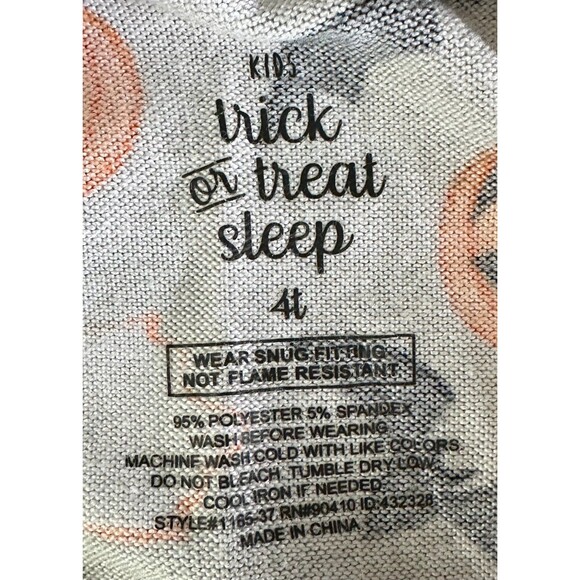 KIDS
trick
or treat
sleep
4t
WEAR SNUG FITTING
NOT FLAME RESISTANT
95% POLYESTER 5% SPANDEX
WASH BEFORE WEARING
MACHINE WASH COLD WITH LIKE COLORS
DO NOT BLEACH, TUMBLE DRY LOW
COOL IRON IF NEEDED
STYLE#1165-37 RN#90410 ID:432328
MADE IN CHINA